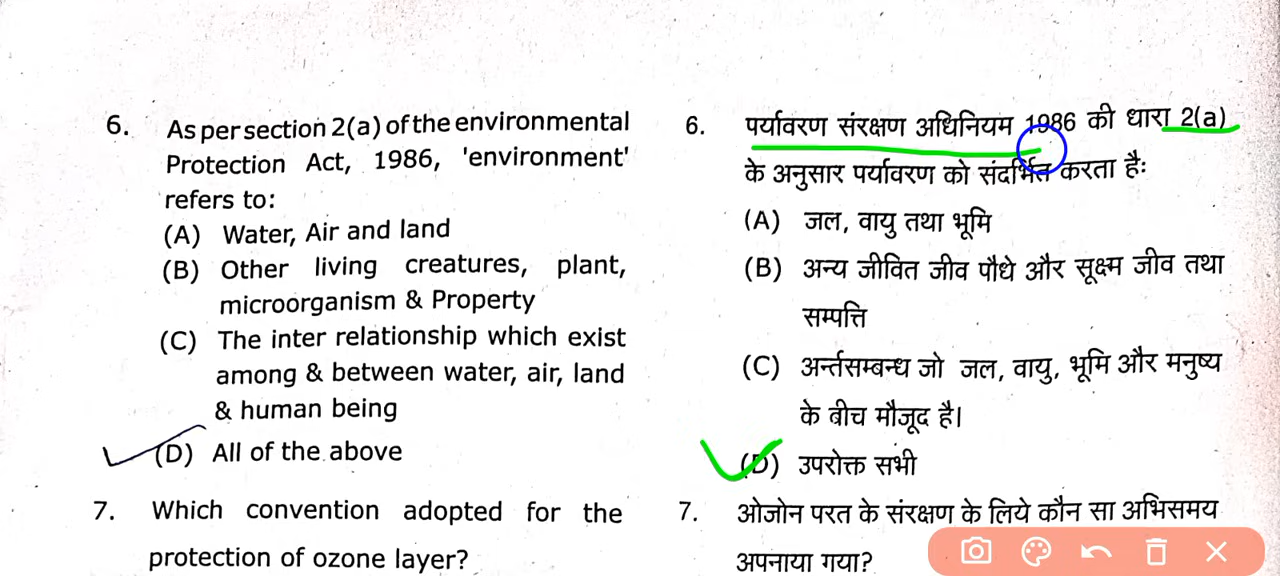 6. As per section 2(a) of the environmental
Protection Act, 1986, 'environment'
refers to:
(A) Water, Air and land
(B) Other living creatures, plant,
microorganism & Property
(C) The inter relationship which exist
among & between water, air, land
& human being
(D) All of the above
7. Which convention adopted for the
protection of ozone layer?
6. पर्यावरण संरक्षण अधिनियम 1986 की धारा 2(a)
के अनुसार पर्यावरण को संदर्भित करता हैः
(A) जल, वायु तथा भूमि
(B) अन्य जीवित जीव पौधे और सूक्ष्म जीव तथा
सम्पत्ति
(C) अर्न्तसम्बन्ध जो जल, वायु, भूमि और मनुष्य
के बीच मौजूद है।
(D) उपरोक्त सभी
7. ओजोन परत के संरक्षण के लिये कौन सा अभिसमय
अपनाया गया?